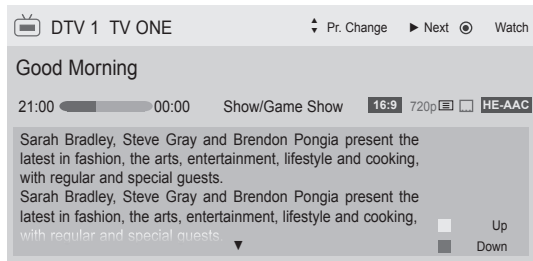 DTV 1 TV ONE Pr. Change Next Watch
Good Morning
21:00 00:00 Show/Game Show 16:9 720p HE-AAC
Sarah Bradley, Steve Gray and Brendon Pongia present the
latest in fashion, the arts, entertainment, lifestyle and cooking,
with regular and special guests.
Sarah Bradley, Steve Gray and Brendon Pongia present the
latest in fashion, the arts, entertainment, lifestyle and cooking,
with regular and special guests.
Up
Down